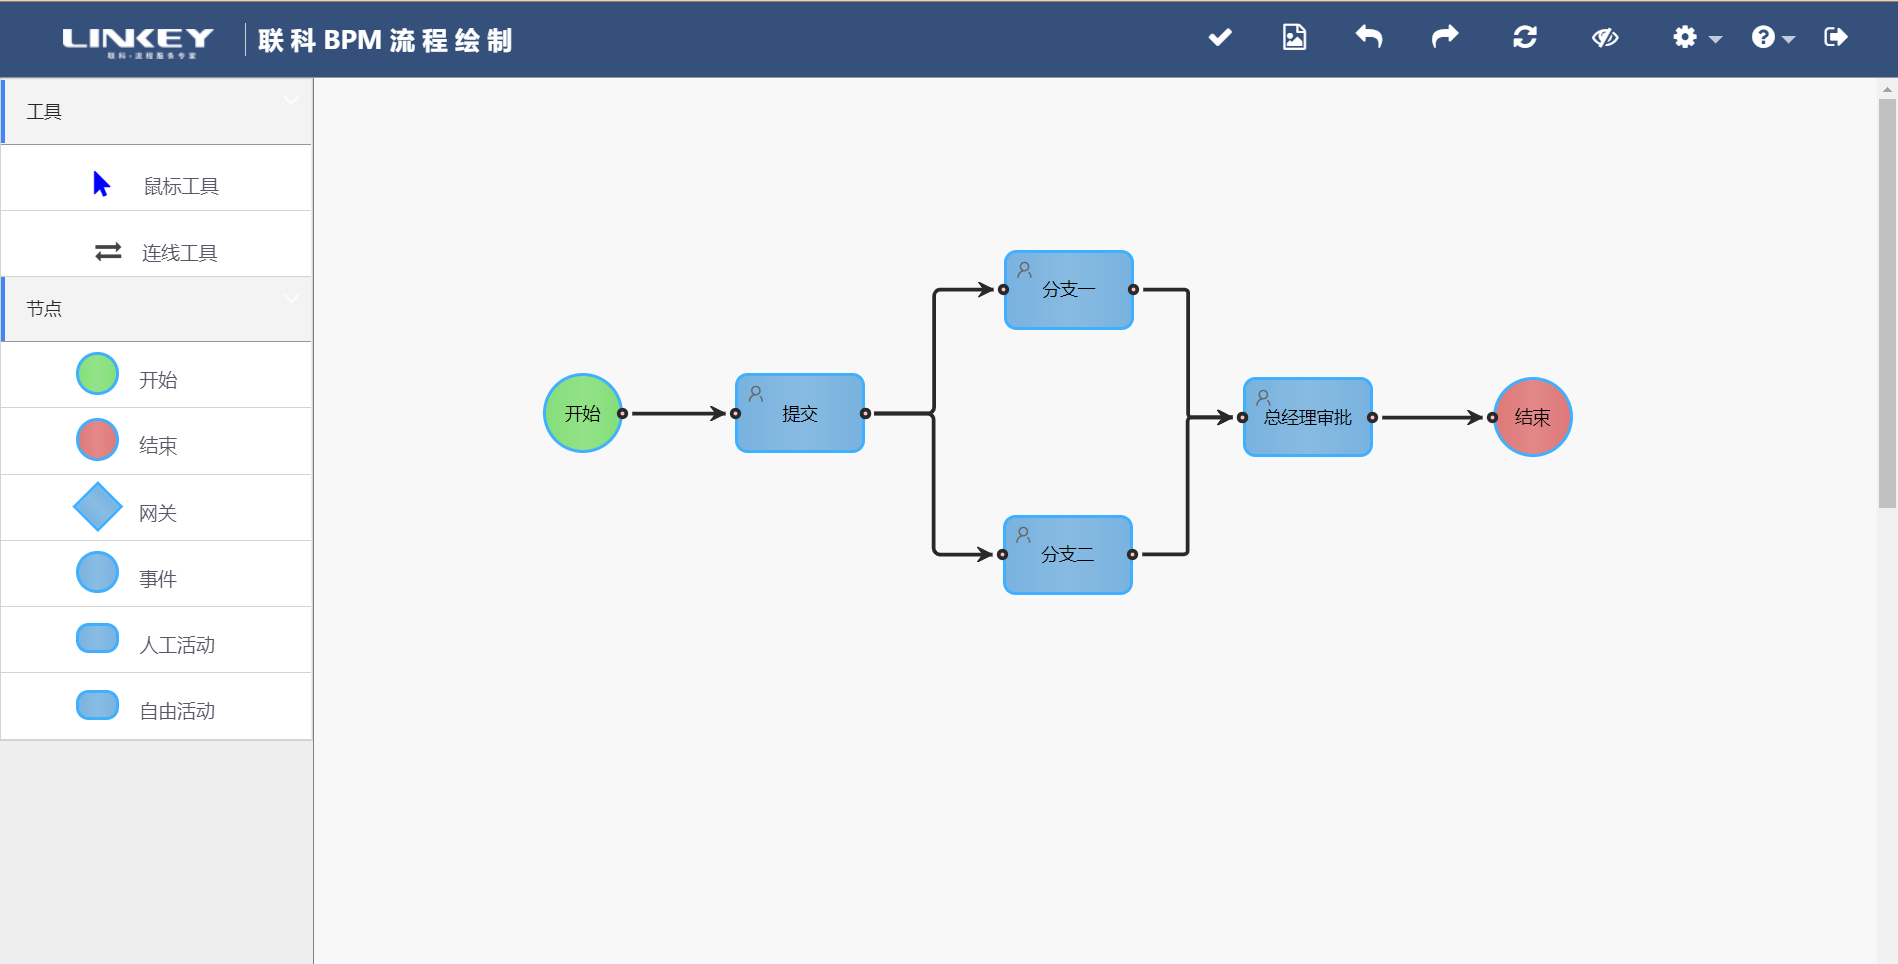 LINKEY
联科·流程服务专家
联科BPM流程绘制
工具
鼠标工具
连线工具
节点
开始
结束
网关
事件
人工活动
自由活动
开始
提交
分支一
分支二
总经理审批
结束